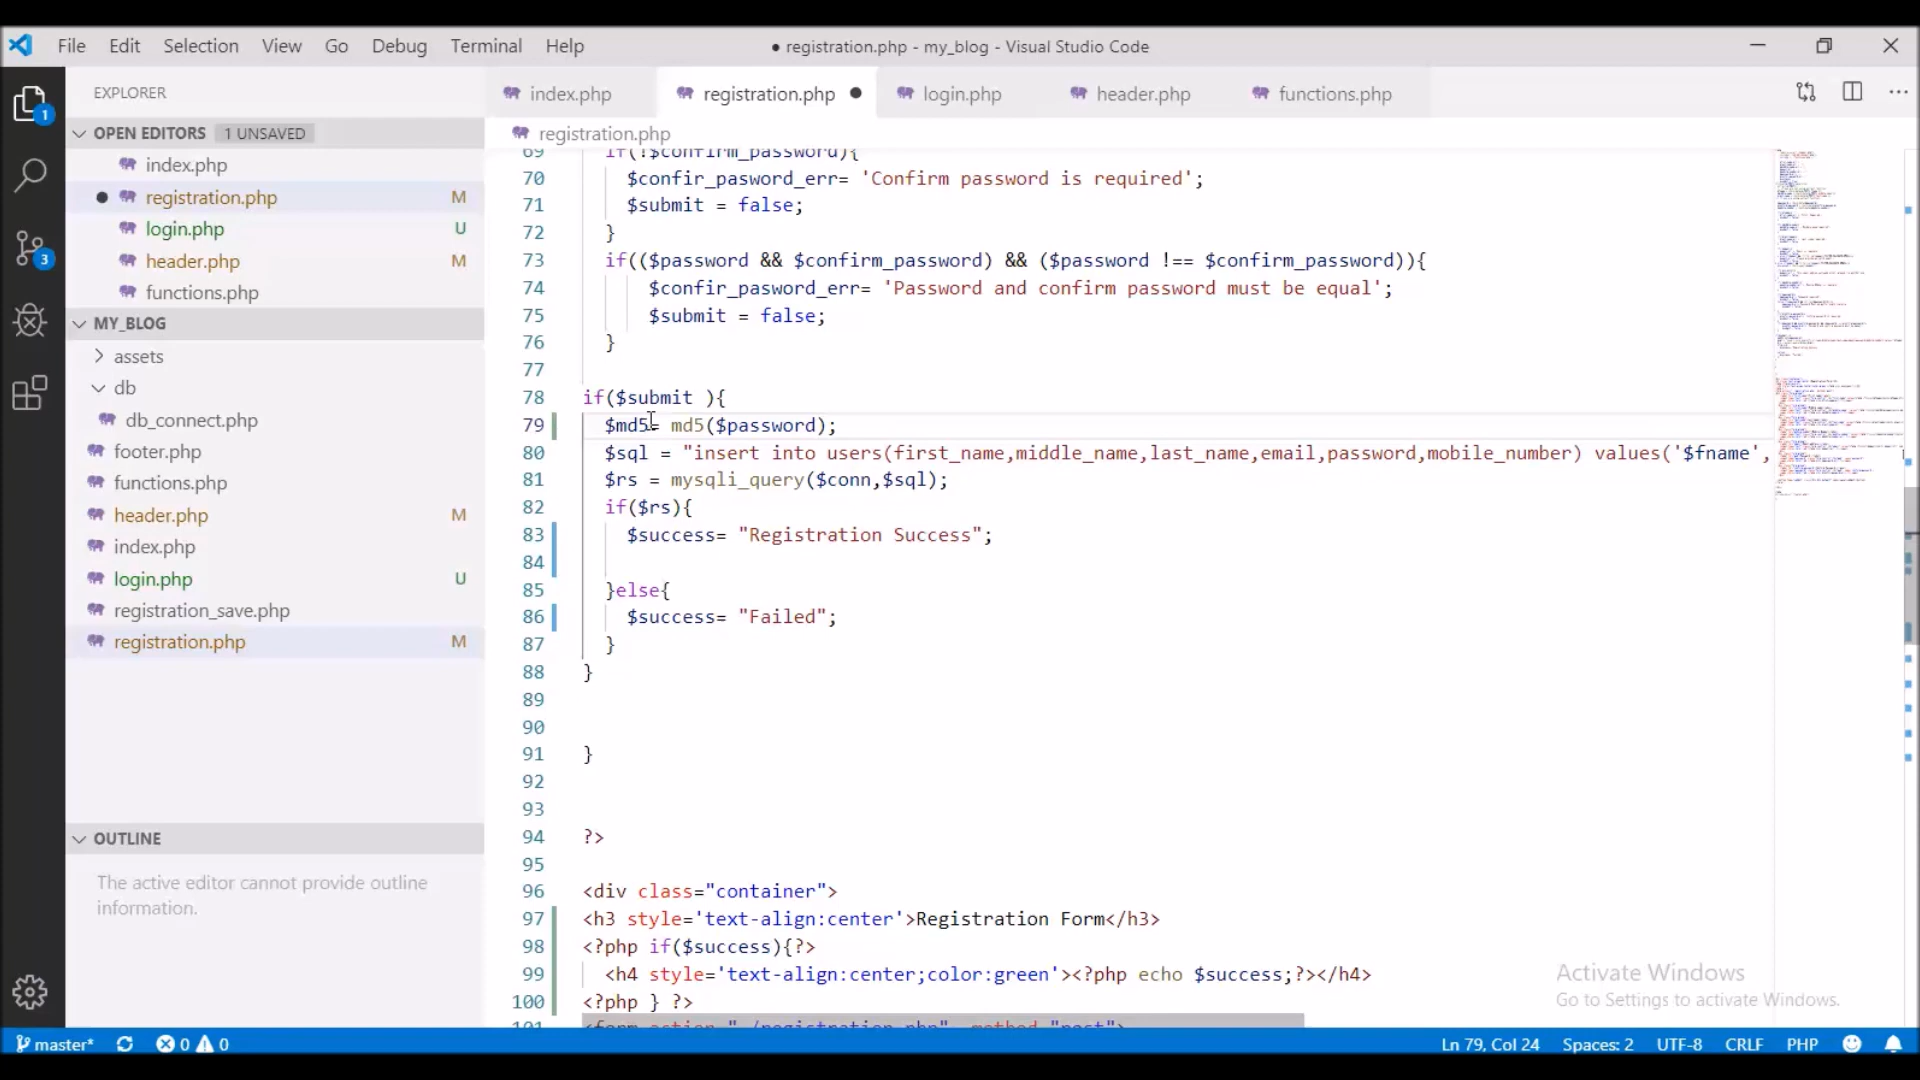 File Edit Selection View Go Debug Terminal Help
● registration.php - my_blog - Visual Studio Code
EXPLORER
OPEN EDITORS 1 UNSAVED
index.php
registration.php M
login.php U
header.php M
functions.php
MY_BLOG
assets
db
db_connect.php
footer.php
functions.php
header.php M
index.php
login.php U
registration_save.php
registration.php M
OUTLINE
The active editor cannot provide outline
information.
1
3
index.php registration.php ● login.php header.php functions.php
registration.php
69 if(!$confirm_password){
70 $confir_pasword_err= 'Confirm password is required';
71 $submit = false;
72 }
73 if(($password && $confirm_password) && ($password !== $confirm_password)){
74 $confir_pasword_err= 'Password and confirm password must be equal';
75 $submit = false;
76 }
77
78 if($submit ){
79 $md5= md5($password);
80 $sql = "insert into users(first_name,middle_name,last_name,email,password,mobile_number) values('$fname',
81 $rs = mysqli_query($conn,$sql);
82 if($rs){
83 $success= "Registration Success";
84
85 }else{
86 $success= "Failed";
87 }
88 }
89
90
91 }
92
93
94 ?>
95
96 <div class="container">
97 <h3 style='text-align:center'>Registration Form</h3>
98 <?php if($success){?>
99 <h4 style='text-align:center;color:green'><?php echo $success;?></h4>
100 <?php } ?>
Activate Windows
Go to Settings to activate Windows.
master* 0 0 Ln 79, Col 24 Spaces: 2 UTF-8 CRLF PHP